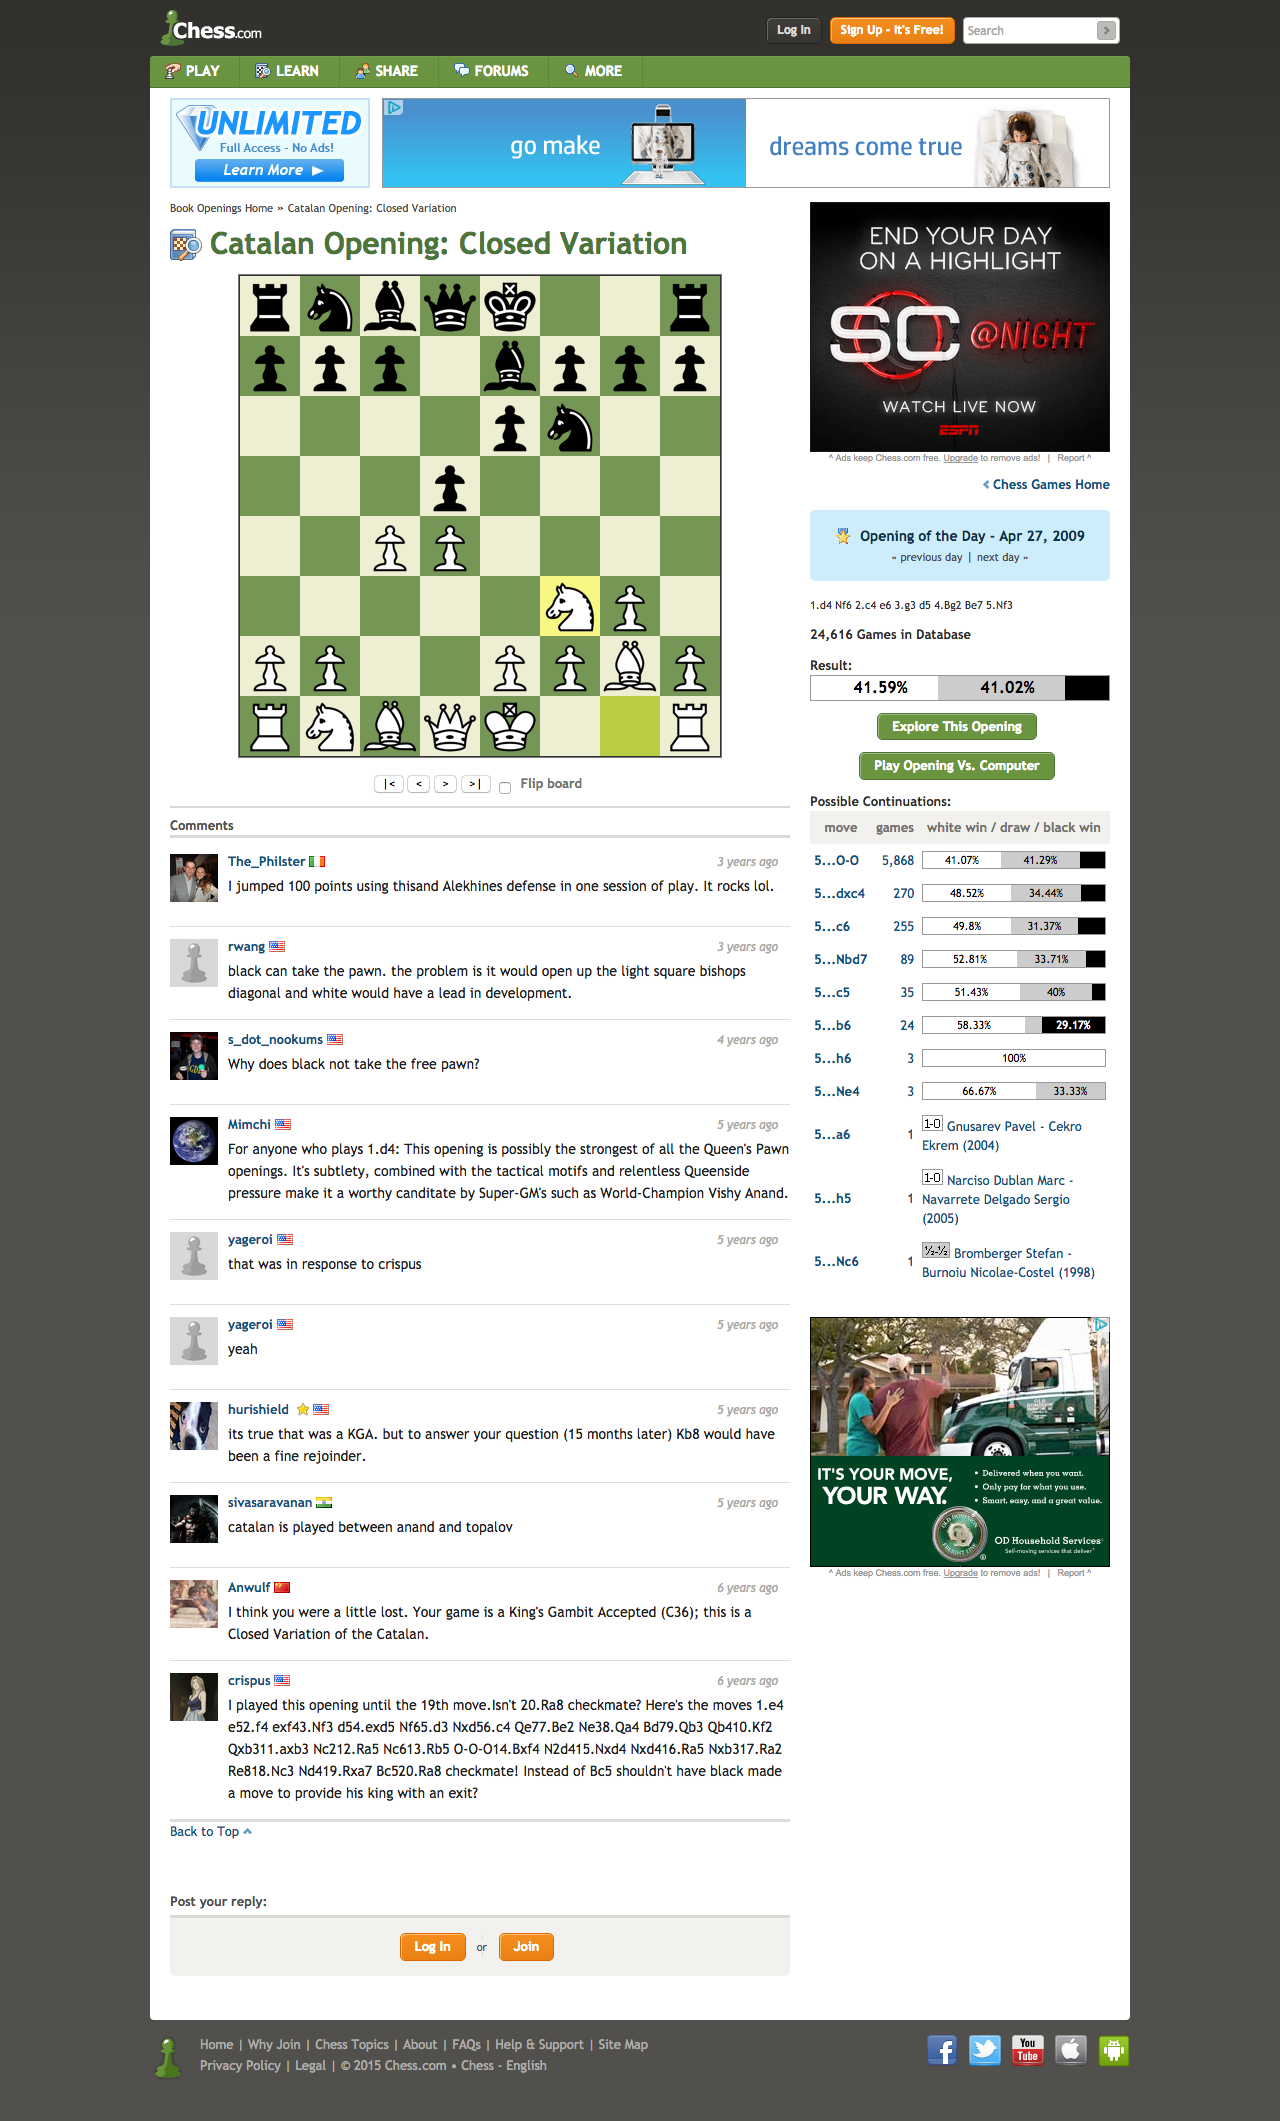 Chess.com
Log In
Sign Up - It's Free!
Search
PLAY
LEARN
SHARE
FORUMS
MORE
UNLIMITED
Full Access - No Ads!
Learn More
go make
dreams come true
Book Openings Home » Catalan Opening: Closed Variation
Catalan Opening: Closed Variation
|<
<
>
>|
Flip board
Comments
The_Philster
3 years ago
I jumped 100 points using thisand Alekhines defense in one session of play. It rocks lol.
rwang
3 years ago
black can take the pawn. the problem is it would open up the light square bishops
diagonal and white would have a lead in development.
s_dot_nookums
4 years ago
Why does black not take the free pawn?
Mimchi
5 years ago
For anyone who plays 1.d4: This opening is possibly the strongest of all the Queen's Pawn
openings. It's subtlety, combined with the tactical motifs and relentless Queenside
pressure make it a worthy canditate by Super-GM's such as World-Champion Vishy Anand.
yageroi
5 years ago
that was in response to crispus
yageroi
5 years ago
yeah
hurishield
5 years ago
its true that was a KGA. but to answer your question (15 months later) Kb8 would have
been a fine rejoinder.
sivasaravanan
5 years ago
catalan is played between anand and topalov
Anwulf
6 years ago
I think you were a little lost. Your game is a King's Gambit Accepted (C36); this is a
Closed Variation of the Catalan.
crispus
6 years ago
I played this opening until the 19th move.Isn't 20.Ra8 checkmate? Here's the moves 1.e4
e52.f4 exf43.Nf3 d54.exd5 Nf65.d3 Nxd56.c4 Qe77.Be2 Ne38.Qa4 Bd79.Qb3 Qb410.Kf2
Qxb311.axb3 Nc212.Ra5 Nc613.Rb5 O-O-O14.Bxf4 N2d415.Nxd4 Nxd416.Ra5 Nxb317.Ra2
Re818.Nc3 Nd419.Rxa7 Bc520.Ra8 checkmate! Instead of Bc5 shouldn't have black made
a move to provide his king with an exit?
Back to Top
Post your reply:
Log In
or
Join
END YOUR DAY
ON A HIGHLIGHT
SC @NIGHT
WATCH LIVE NOW
ESPN
^ Ads keep Chess.com free. Upgrade to remove ads! | Report ^
Chess Games Home
Opening of the Day - Apr 27, 2009
« previous day | next day »
1.d4 Nf6 2.c4 e6 3.g3 d5 4.Bg2 Be7 5.Nf3
24,616 Games in Database
Result:
41.59% 41.02%
Explore This Opening
Play Opening Vs. Computer
Possible Continuations:
move games white win / draw / black win
5...O-O 5,868 41.07% 41.29%
5...dxc4 270 48.52% 34.44%
5...c6 255 49.8% 31.37%
5...Nbd7 89 52.81% 33.71%
5...c5 35 51.43% 40%
5...b6 24 58.33% 29.17%
5...h6 3 100%
5...Ne4 3 66.67% 33.33%
5...a6 1 1-0 Gnusarev Pavel - Cekro
Ekrem (2004)
5...h5 1 1-0 Narciso Dublan Marc -
Navarrete Delgado Sergio
(2005)
5...Nc6 1 ½-½ Bromberger Stefan -
Burnoiu Nicolae-Costel (1998)
IT'S YOUR MOVE,
YOUR WAY.
• Delivered when you want.
• Only pay for what you use.
• Smart, easy, and a great value.
OLD DOMINION
FREIGHT LINE
OD Household Services
Self-moving services that deliver
^ Ads keep Chess.com free. Upgrade to remove ads! | Report ^
Home | Why Join | Chess Topics | About | FAQs | Help & Support | Site Map
Privacy Policy | Legal | © 2015 Chess.com • Chess - English
You
Tube